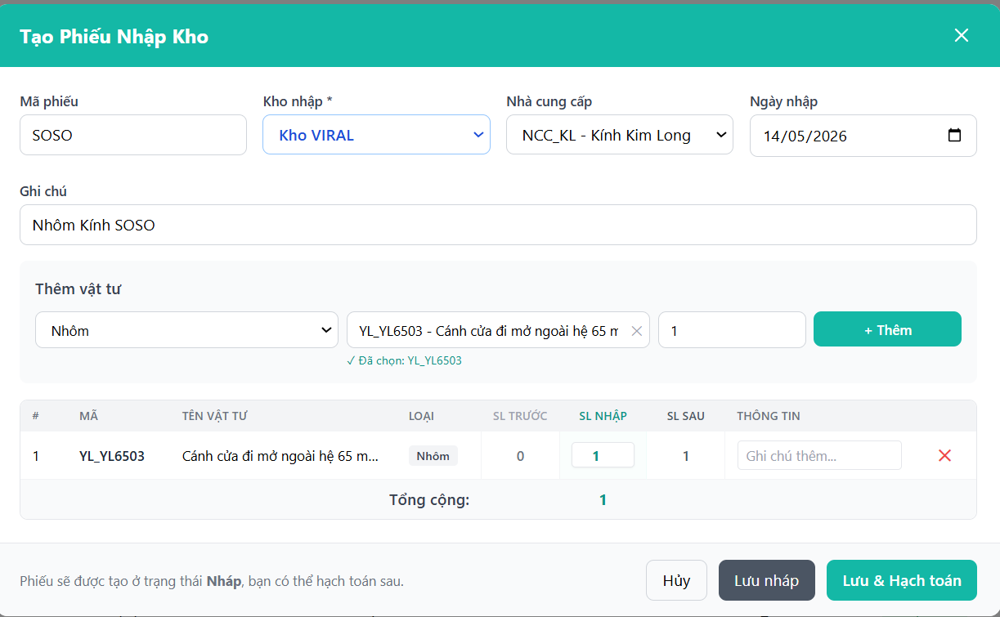 Tạo Phiếu Nhập Kho
Mã phiếu
Kho nhập *
Nhà cung cấp
Ngày nhập
SOSO
Kho VIRAL
NCC_KL - Kính Kim Long
14/05/2026
Ghi chú
Nhôm Kính SOSO
Thêm vật tư
Nhôm
YL_YL6503 - Cánh cửa đi mở ngoài hệ 65 m
1
+ Thêm
✓ Đã chọn: YL_YL6503
# MÃ TÊN VẬT TƯ LOẠI SL TRƯỚC SL NHẬP SL SAU THÔNG TIN
1 YL_YL6503 Cánh cửa đi mở ngoài hệ 65 m... Nhôm 0 1 1 Ghi chú thêm...
Tổng cộng: 1
Phiếu sẽ được tạo ở trạng thái Nháp, bạn có thể hạch toán sau.
Hủy
Lưu nháp
Lưu & Hạch toán